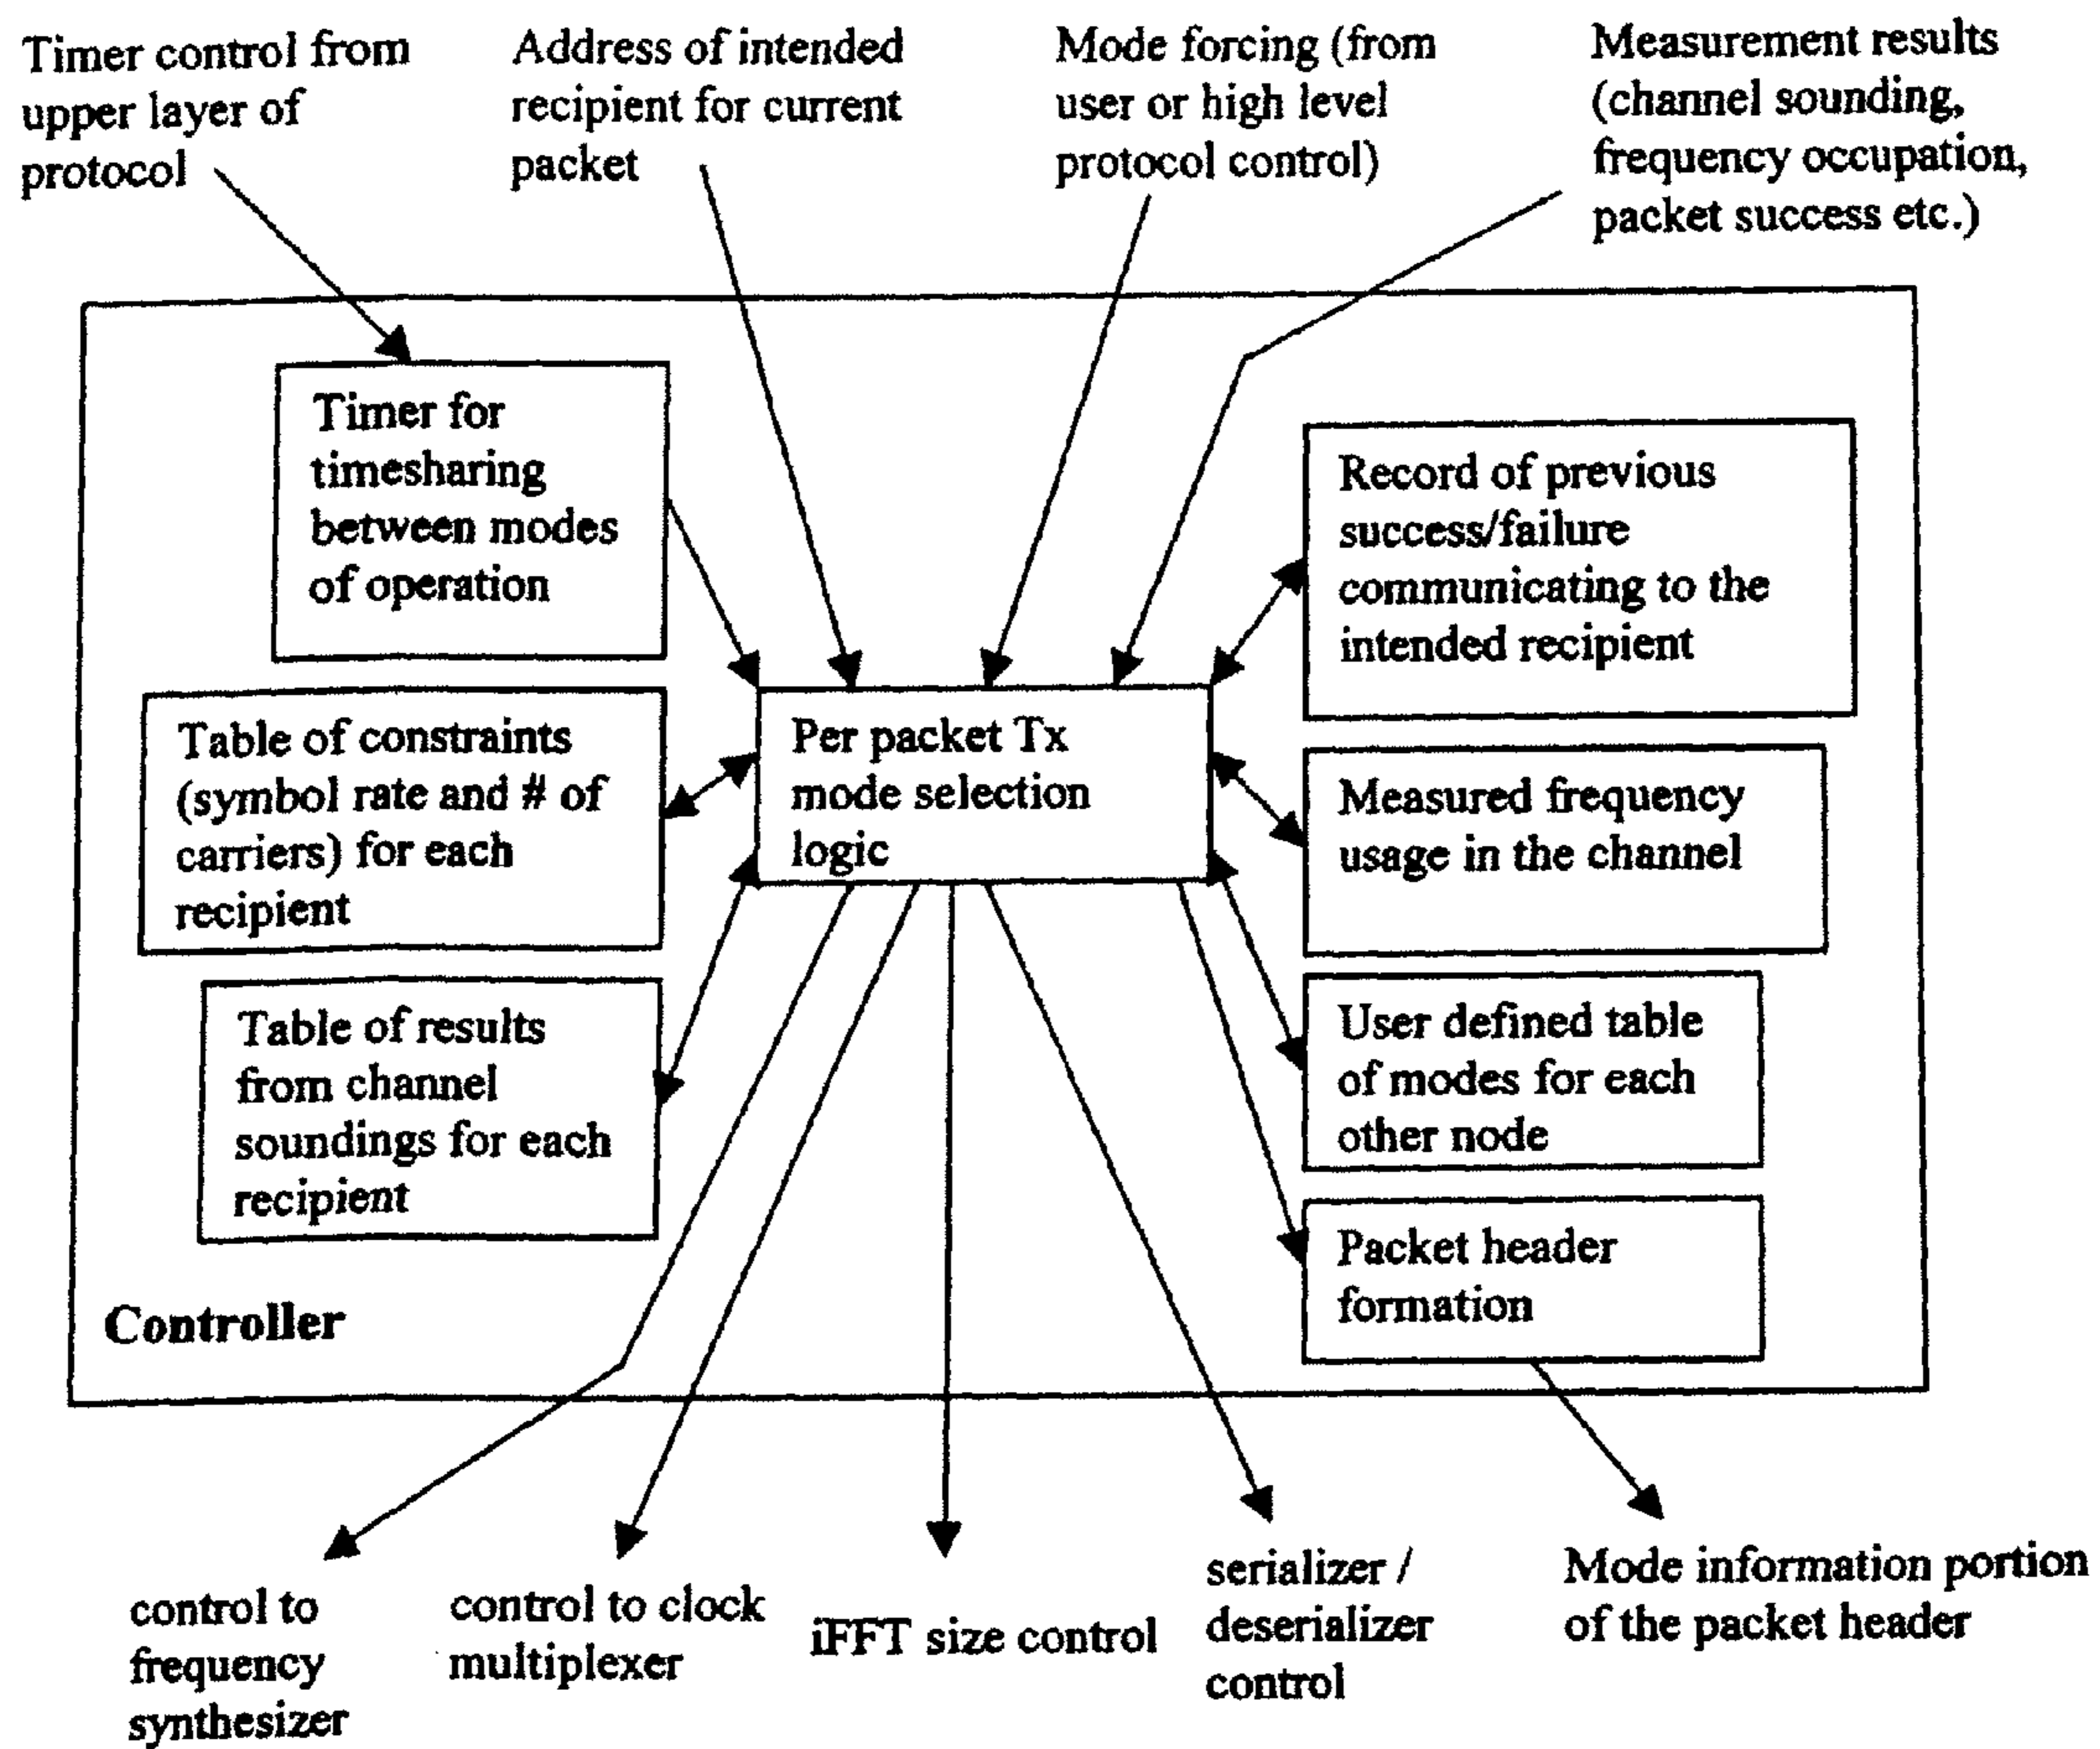 Timer control from
upper layer of
protocol
Address of intended
recipient for current
packet
Mode forcing (from
user or high level
protocol control)
Measurement results
(channel sounding,
frequency occupation,
packet success etc.)
Timer for
timesharing
between modes
of operation
Record of previous
success/failure
communicating to the
intended recipient
Table of constraints
(symbol rate and # of
carriers) for each
recipient
Per packet Tx
mode selection
logic
Measured frequency
usage in the channel
Table of results
from channel
soundings for each
recipient
User defined table
of modes for each
other node
Packet header
formation
Controller
control to
frequency
synthesizer
control to clock
multiplexer
iFFT size control
serializer /
deserializer
control
Mode information portion
of the packet header